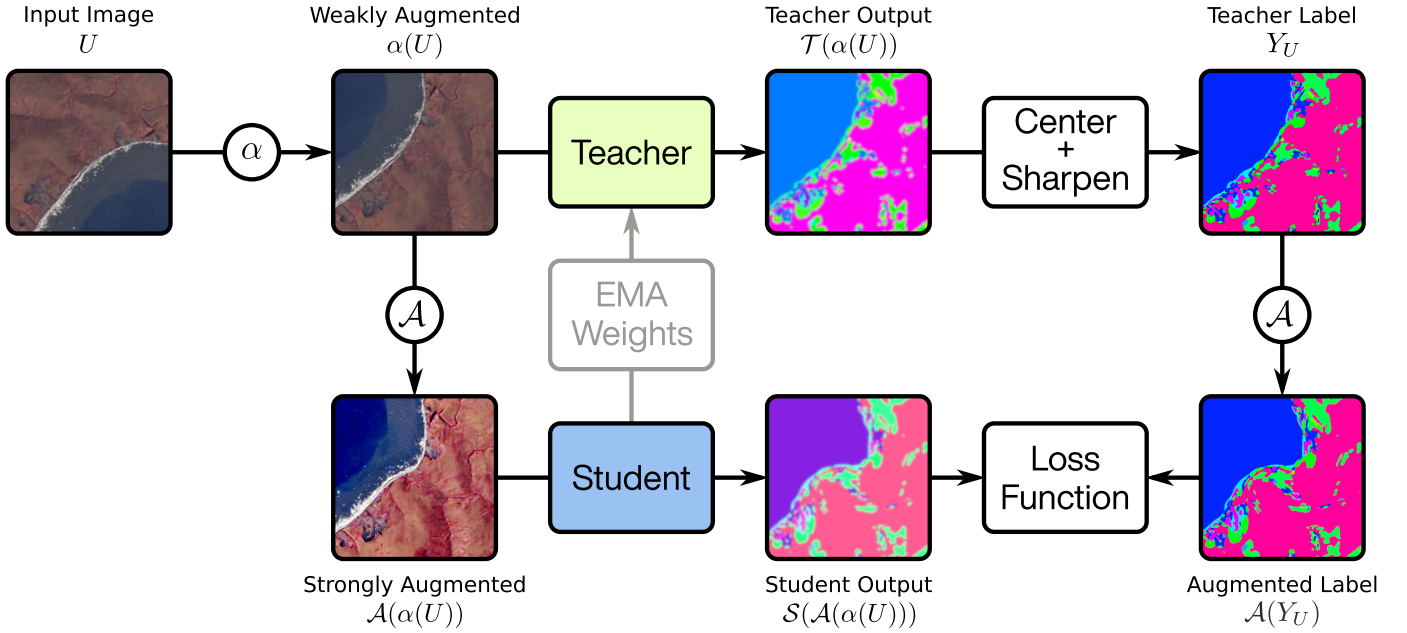 Input Image
U
Weakly Augmented
α(U)
Teacher Output
𝒯(α(U))
Teacher Label
Y_U
α
Teacher
Center
+
Sharpen
𝒜
EMA
Weights
𝒜
Student
Loss
Function
Strongly Augmented
𝒜(α(U))
Student Output
𝒮(𝒜(α(U)))
Augmented Label
𝒜(Y_U)